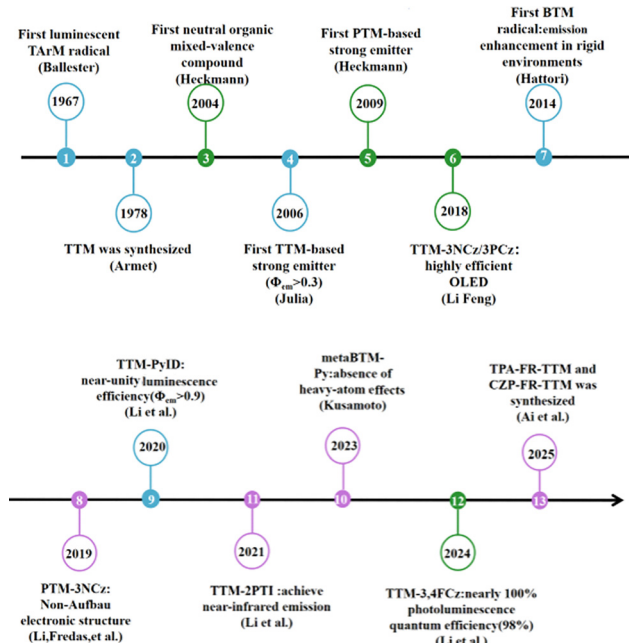 First luminescent
TArM radical
(Ballester)
1967
1
2
1978
TTM was synthesized
(Armet)
First neutral organic
mixed-valence
compound
(Heckmann)
2004
3
4
2006
First TTM-based
strong emitter
(Φem>0.3)
(Julia)
First PTM-based
strong emitter
(Heckmann)
2009
5
6
2018
TTM-3NCz/3PCz:
highly efficient
OLED
(Li Feng)
First BTM
radical:emission
enhancement in rigid
environments
(Hattori)
2014
7
8
2019
PTM-3NCz:
Non-Aufbau
electronic structure
(Li,Fredas,et al.)
TTM-PyID:
near-unity luminescence
efficiency(Φem>0.9)
(Li et al.)
2020
9
11
2021
TTM-2PTI :achieve
near-infrared emission
(Li et al.)
metaBTM-
Py:absence of
heavy-atom effects
(Kusamoto)
2023
10
12
2024
TTM-3,4FCz:nearly 100%
photoluminescence
quantum efficiency(98%)
(Li et al.)
TPA-FR-TTM and
CZP-FR-TTM was
synthesized
(Ai et al.)
2025
13